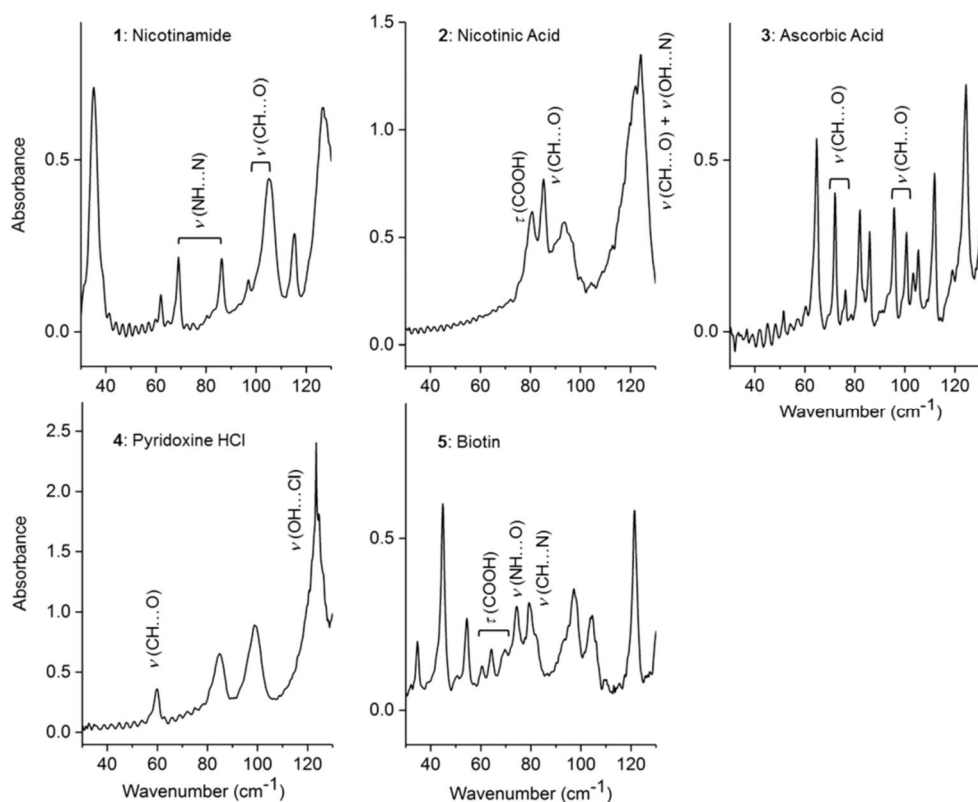 1: Nicotinamide
Absorbance
0.5
0.0
ν(NH...N)
ν(CH...O)
40 60 80 100 120
2: Nicotinic Acid
1.5
1.0
0.5
0.0
τ(COOH)
ν(CH...O)
ν(CH...O) + ν(OH...N)
40 60 80 100 120
3: Ascorbic Acid
0.5
0.0
ν(CH...O)
ν(CH...O)
40 60 80 100 120
Wavenumber (cm⁻¹)
4: Pyridoxine HCl
Absorbance
2.5
2.0
1.5
1.0
0.5
0.0
ν(CH...O)
ν(OH...Cl)
40 60 80 100 120
Wavenumber (cm⁻¹)
5: Biotin
0.5
0.0
τ(COOH)
ν(NH...O)
ν(CH...N)
40 60 80 100 120
Wavenumber (cm⁻¹)